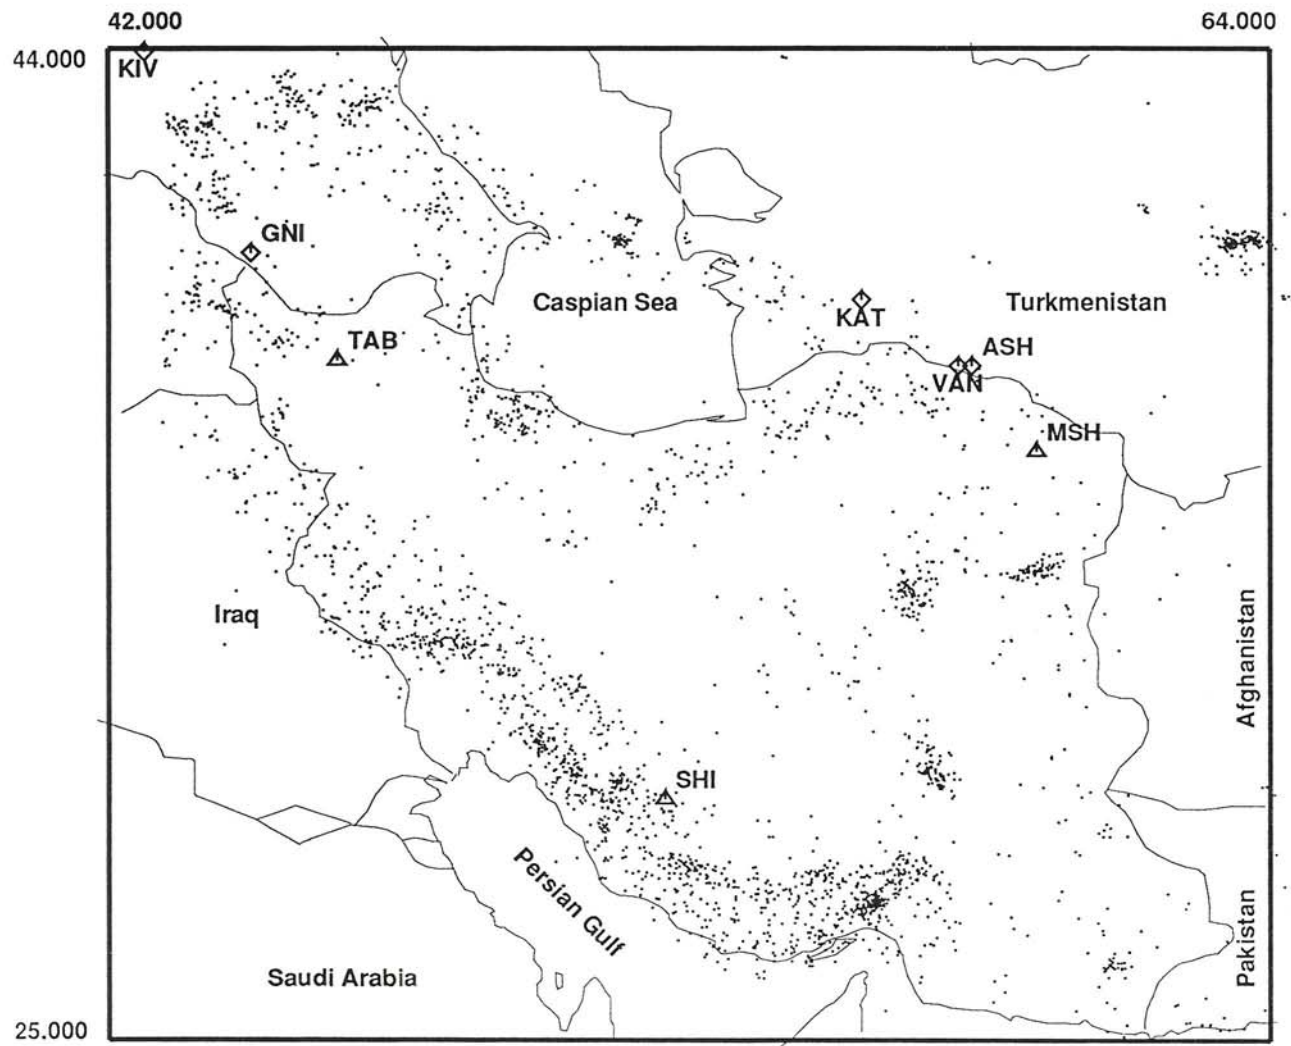 42.000
64.000
44.000
KIV
GNI
Caspian Sea
Turkmenistan
KAT
TAB
ASH
VAN
MSH
Iraq
Afghanistan
SHI
Persian Gulf
Pakistan
Saudi Arabia
25.000